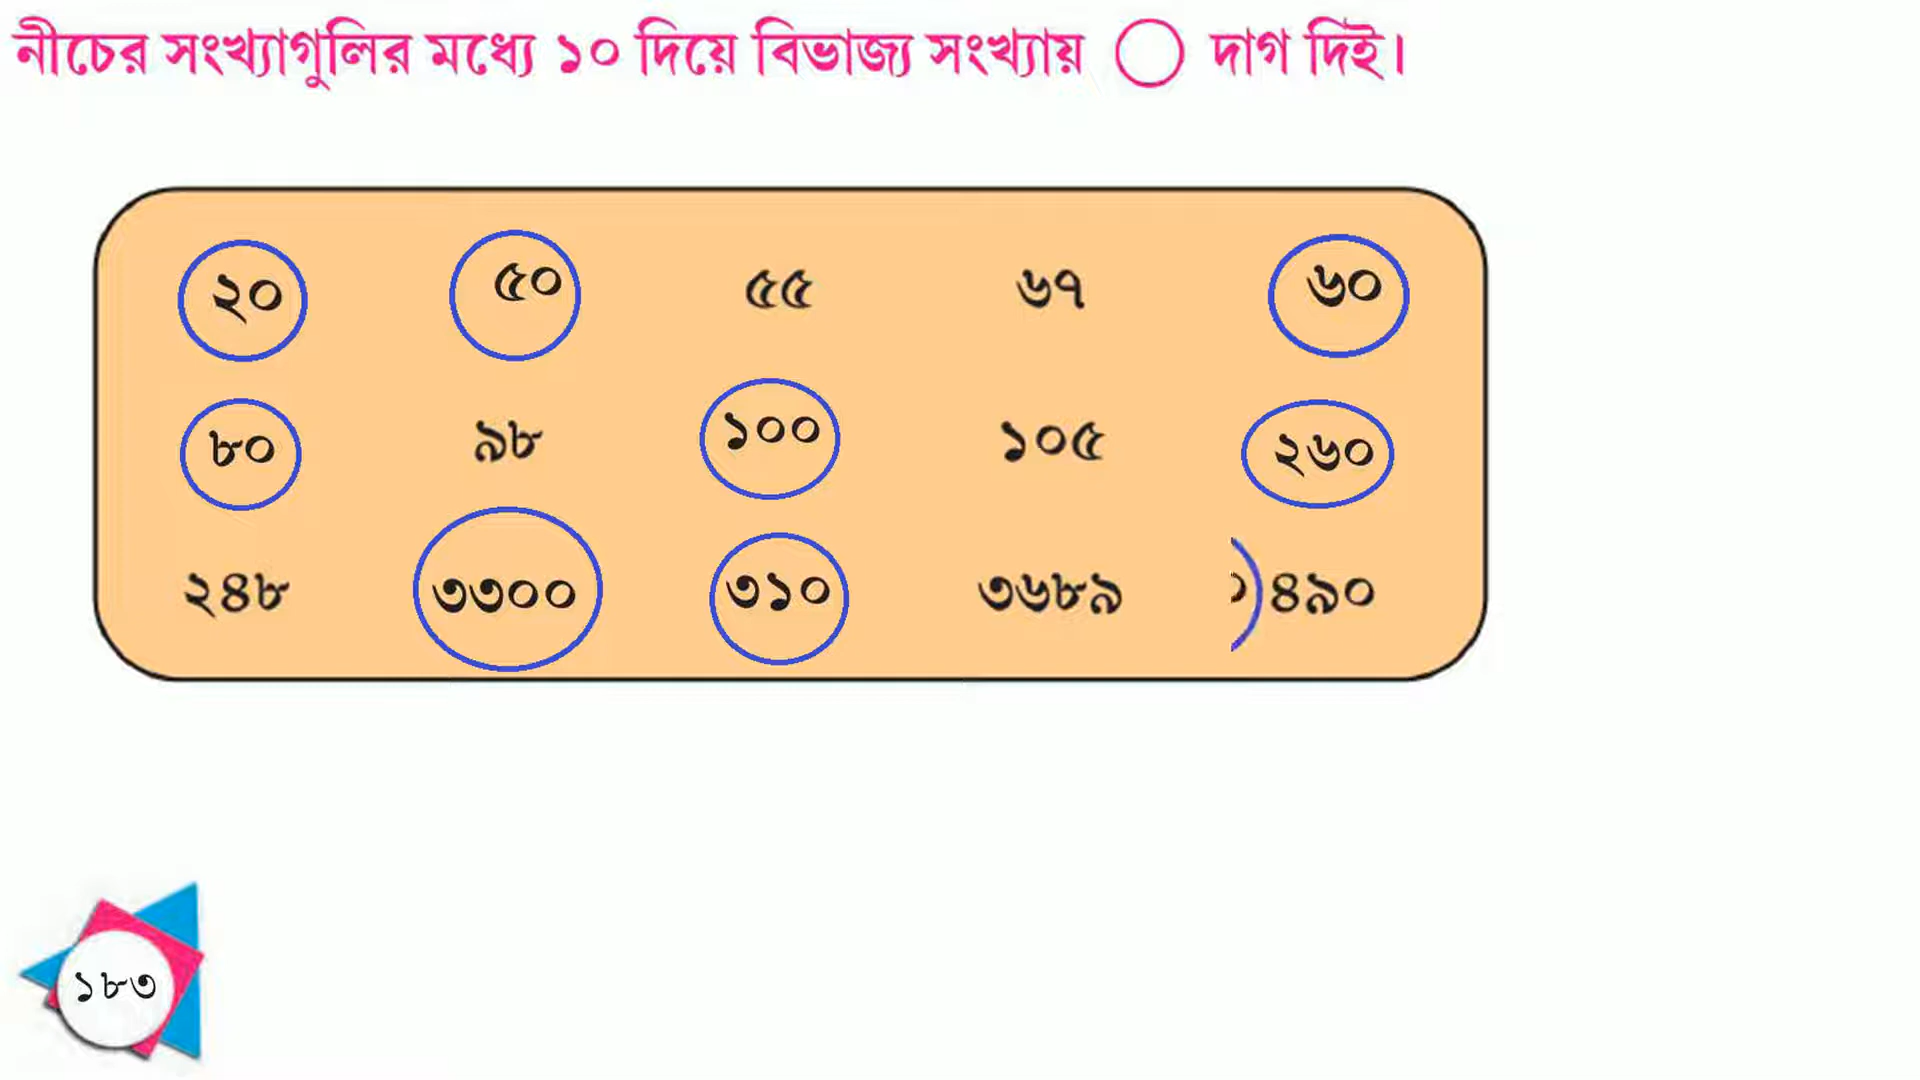 নীচের সংখ্যাগুলির মধ্যে ১০ দিয়ে বিভাজ্য সংখ্যায় ◯ দাগ দিই।
২০ ৫০ ৫৫ ৬৭ ৬০
৮০ ৯৮ ১০০ ১০৫ ২৬০
২৪৮ ৩৩০০ ৩১০ ৩৬৮৯ ৪৯০
১৮৩